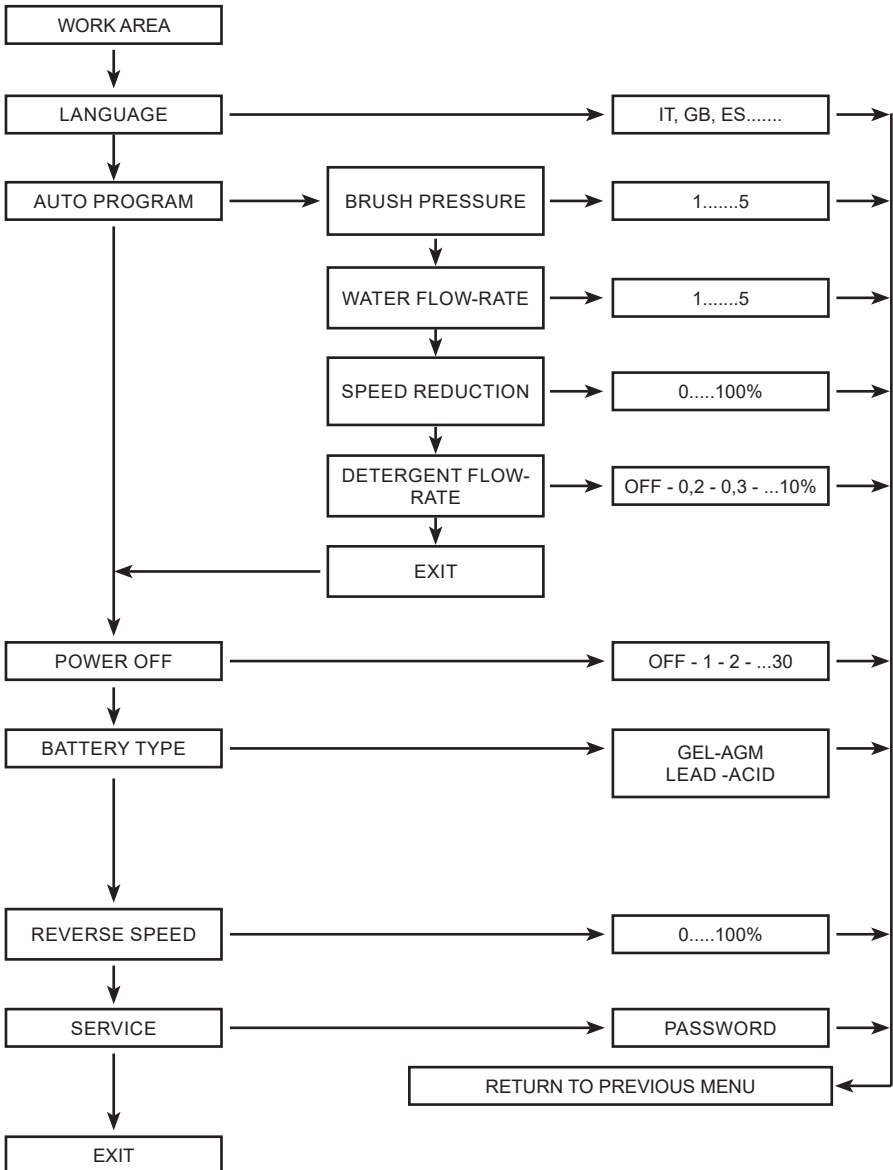 WORK AREA
LANGUAGE
IT, GB, ES.......
AUTO PROGRAM
BRUSH PRESSURE
1.......5
WATER FLOW-RATE
1.......5
SPEED REDUCTION
0.....100%
DETERGENT FLOW-
RATE
OFF - 0,2 - 0,3 - ...10%
EXIT
POWER OFF
OFF - 1 - 2 - ...30
BATTERY TYPE
GEL-AGM
LEAD -ACID
REVERSE SPEED
0.....100%
SERVICE
PASSWORD
RETURN TO PREVIOUS MENU
EXIT